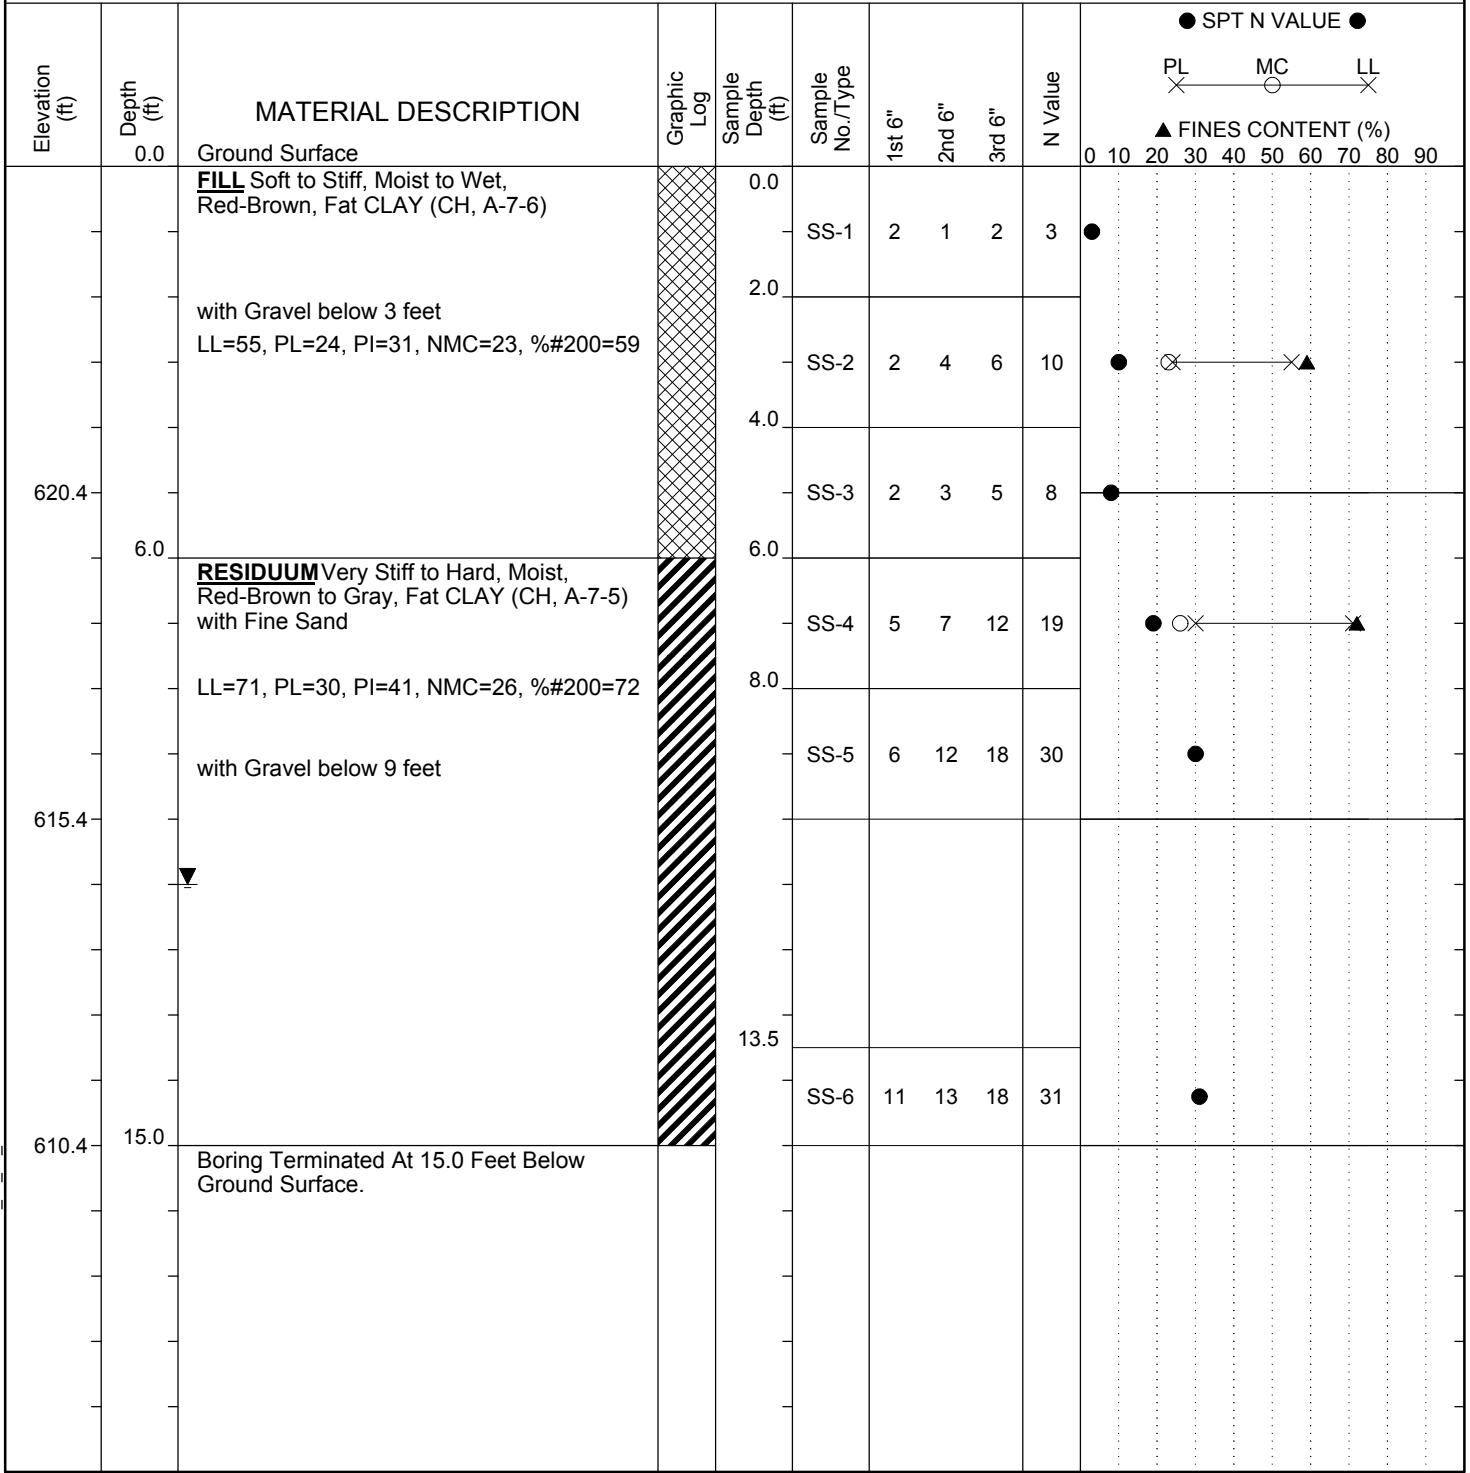 ● SPT N VALUE ●
PL MC LL
▲ FINES CONTENT (%)
0 10 20 30 40 50 60 70 80 90
Elevation
(ft)
Depth
(ft)
MATERIAL DESCRIPTION
Graphic
Log
Sample
Depth
(ft)
Sample
No./Type
1st 6"
2nd 6"
3rd 6"
N Value
0.0 Ground Surface
FILL Soft to Stiff, Moist to Wet,
Red-Brown, Fat CLAY (CH, A-7-6)
0.0
SS-1 2 1 2 3
2.0
with Gravel below 3 feet
LL=55, PL=24, PI=31, NMC=23, %#200=59
SS-2 2 4 6 10
4.0
620.4
SS-3 2 3 5 8
6.0
6.0
RESIDUUM Very Stiff to Hard, Moist,
Red-Brown to Gray, Fat CLAY (CH, A-7-5)
with Fine Sand
SS-4 5 7 12 19
8.0
LL=71, PL=30, PI=41, NMC=26, %#200=72
with Gravel below 9 feet
SS-5 6 12 18 30
615.4
13.5
SS-6 11 13 18 31
610.4
15.0
Boring Terminated At 15.0 Feet Below
Ground Surface.